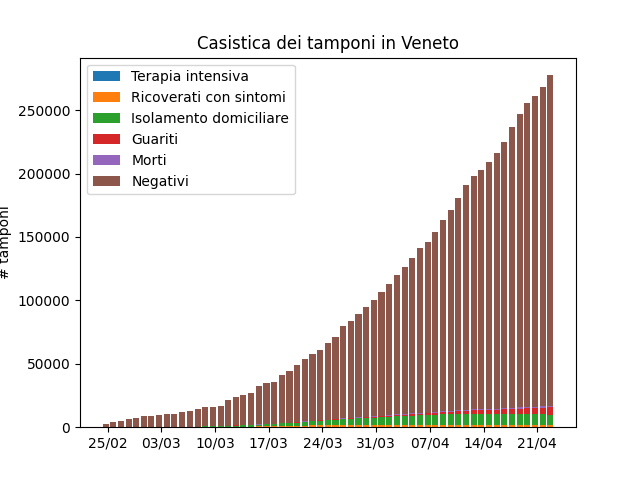 Casistica dei tamponi in Veneto
Terapia intensiva
Ricoverati con sintomi
Isolamento domiciliare
Guariti
Morti
Negativi
# tamponi
250000
200000
150000
100000
50000
0
25/02 03/03 10/03 17/03 24/03 31/03 07/04 14/04 21/04